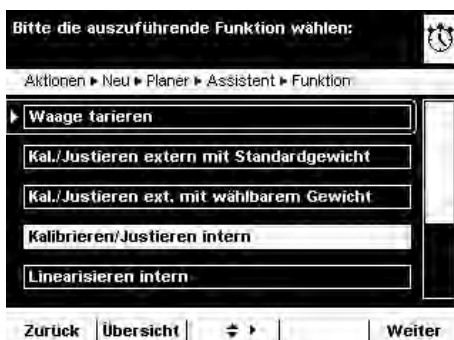 Bitte die auszuführende Funktion wählen:
Aktionen ▸ Neu ▸ Planer ▸ Assistent ▸ Funktion
Waage tarieren
Kal./Justieren extern mit Standardgewicht
Kal./Justieren ext. mit wählbarem Gewicht
Kalibrieren/Justieren intern
Linearisieren intern
Zurück Übersicht Weiter